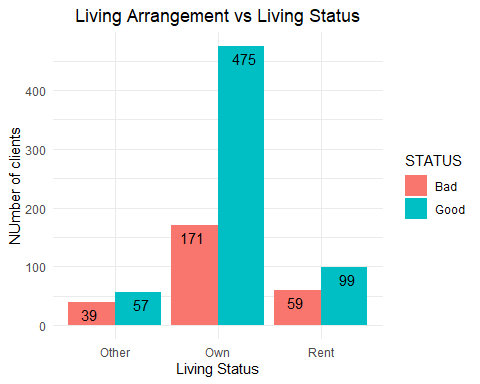 Living Arrangement vs Living Status
NUmber of clients
400
300
200
100
0
39
57
171
475
59
99
Other
Own
Rent
Living Status
STATUS
Bad
Good